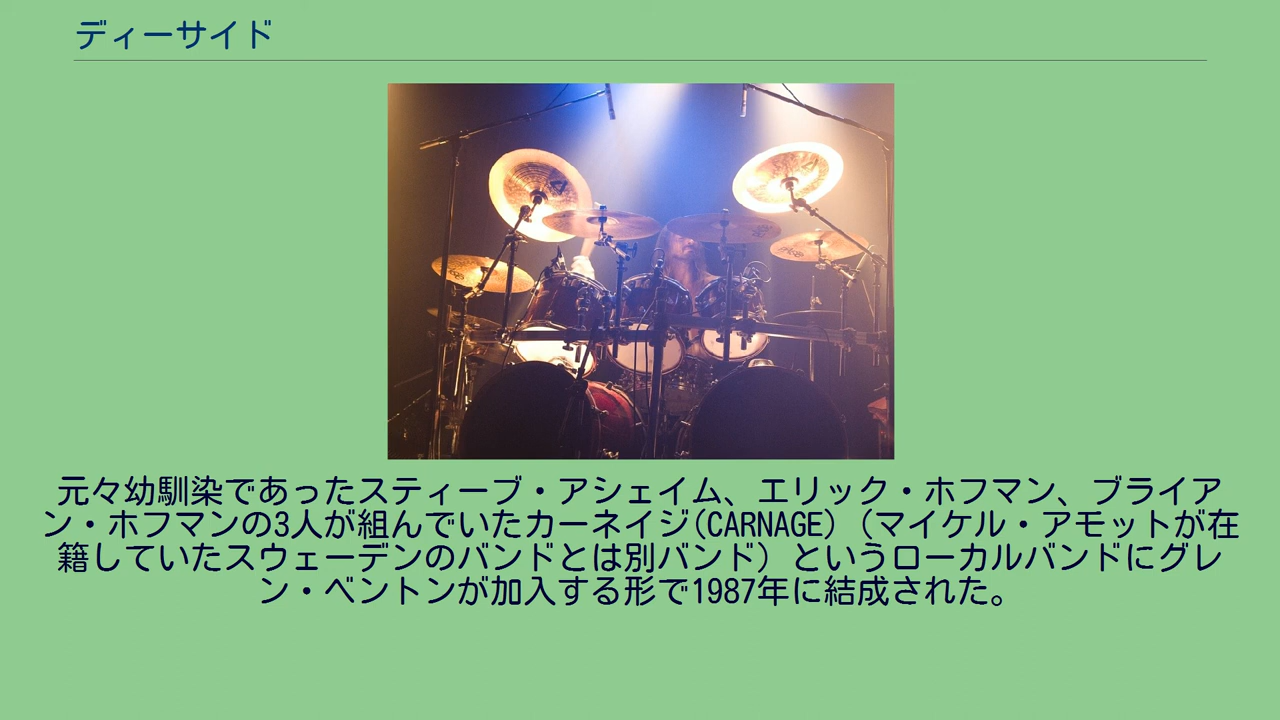 ディーサイド
元々幼馴染であったスティーブ・アシェイム、エリック・ホフマン、ブライア
ン・ホフマンの3人が組んでいたカーネイジ(CARNAGE)（マイケル・アモットが在
籍していたスウェーデンのバンドとは別バンド）というローカルバンドにグレ
ン・ベントンが加入する形で1987年に結成された。